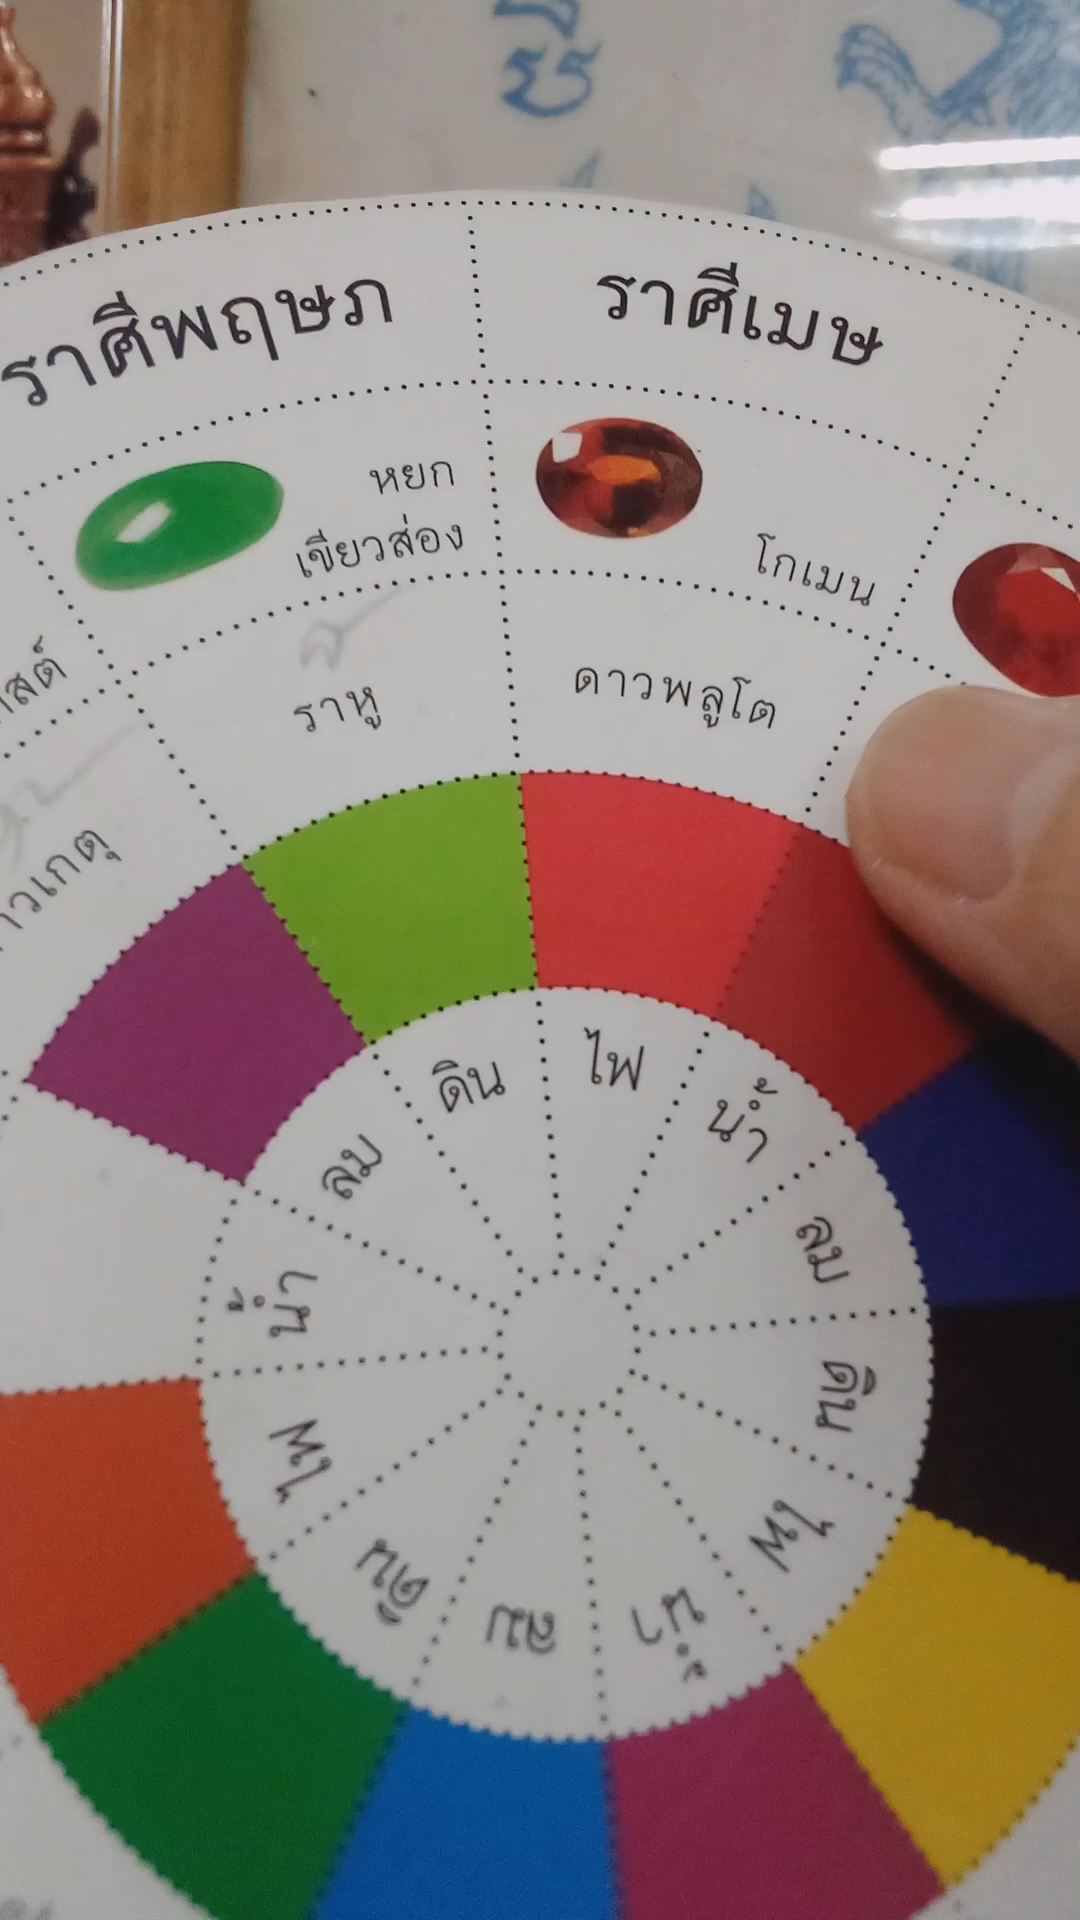 ราศีพฤษภ
ราศีเมษ
หยก
เขียวส่อง
โกเมน
ราหู
ดาวพลูโต
ดิน
ไฟ
น้ำ
ลม
ดิน
ไฟ
น้ำ
ลม
ดิน
ไฟ
น้ำ
ลม